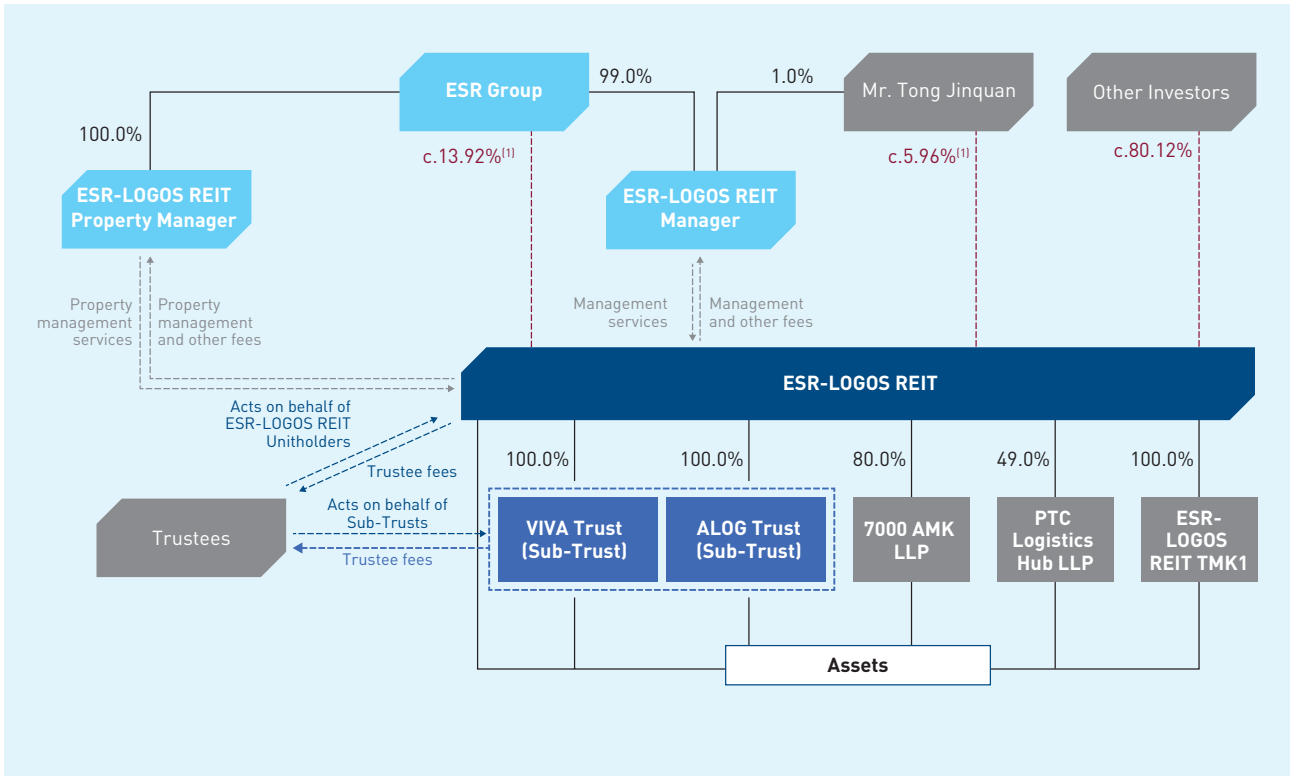 ESR Group
99.0%
1.0%
Mr. Tong Jinquan
Other Investors
100.0%
c.13.92%(1)
c.5.96%(1)
c.80.12%
ESR-LOGOS REIT
Property Manager
ESR-LOGOS REIT
Manager
Property
management
services
Property
management
and other fees
Management
services
Management
and other fees
ESR-LOGOS REIT
Acts on behalf of
ESR-LOGOS REIT
Unitholders
Trustee fees
100.0%
100.0%
80.0%
49.0%
100.0%
Trustees
Acts on behalf of
Sub-Trusts
Trustee fees
VIVA Trust
(Sub-Trust)
ALOG Trust
(Sub-Trust)
7000 AMK
LLP
PTC
Logistics
Hub LLP
ESR-
LOGOS
REIT TMK1
Assets